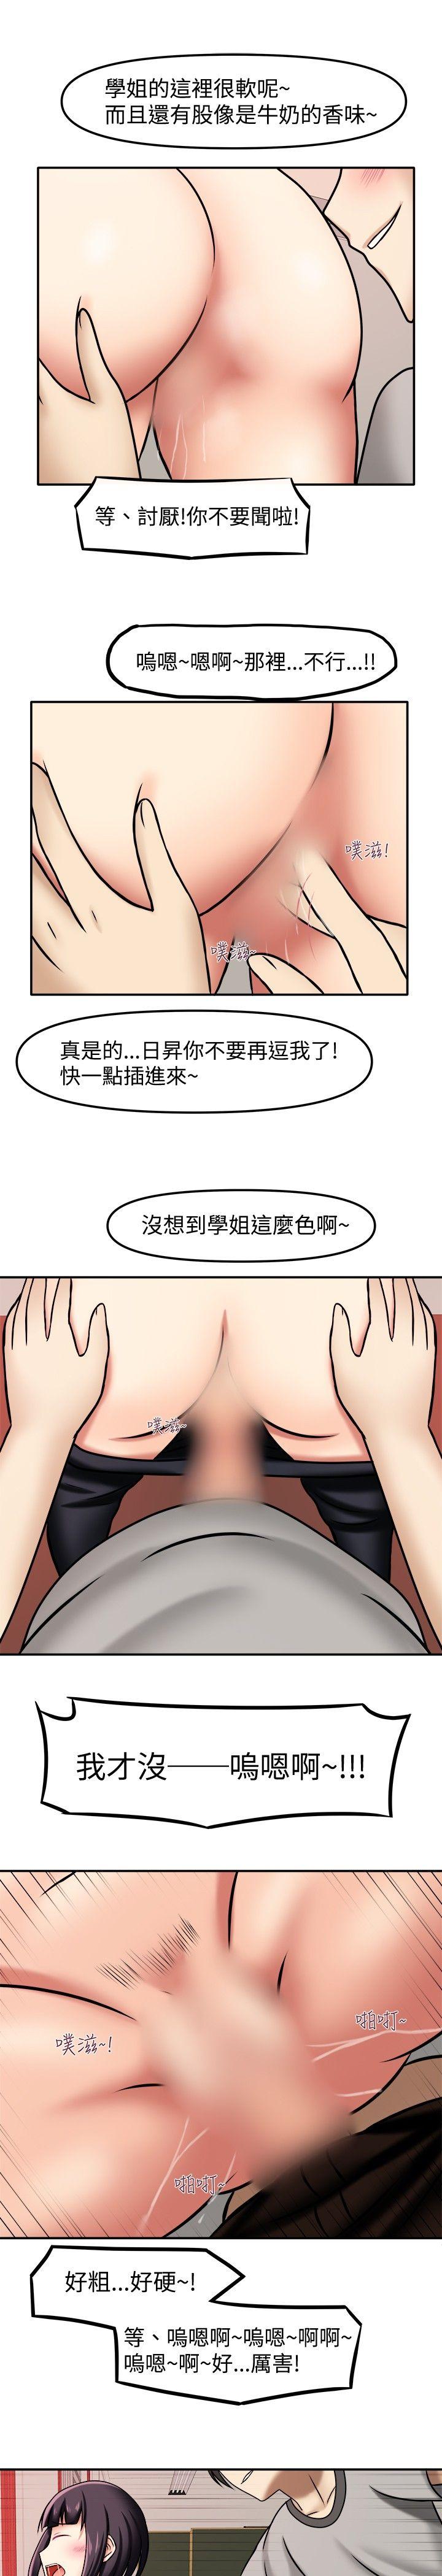 學姐的這裡很軟呢~
而且還有股像是牛奶的香味~
等、討厭!你不要聞啦!
嗚嗯~嗯啊~那裡...不行...!!
噗滋!
噗滋~
真是的...日昇你不要再逗我了!
快一點插進來~
沒想到學姐這麼色啊~
噗滋~
我才沒——嗚嗯啊~!!!
啪叮~
噗滋~!
啪叮~
好粗...好硬~!
等、嗚嗯啊~嗚嗯~啊啊~
嗚嗯~啊~好...厲害!